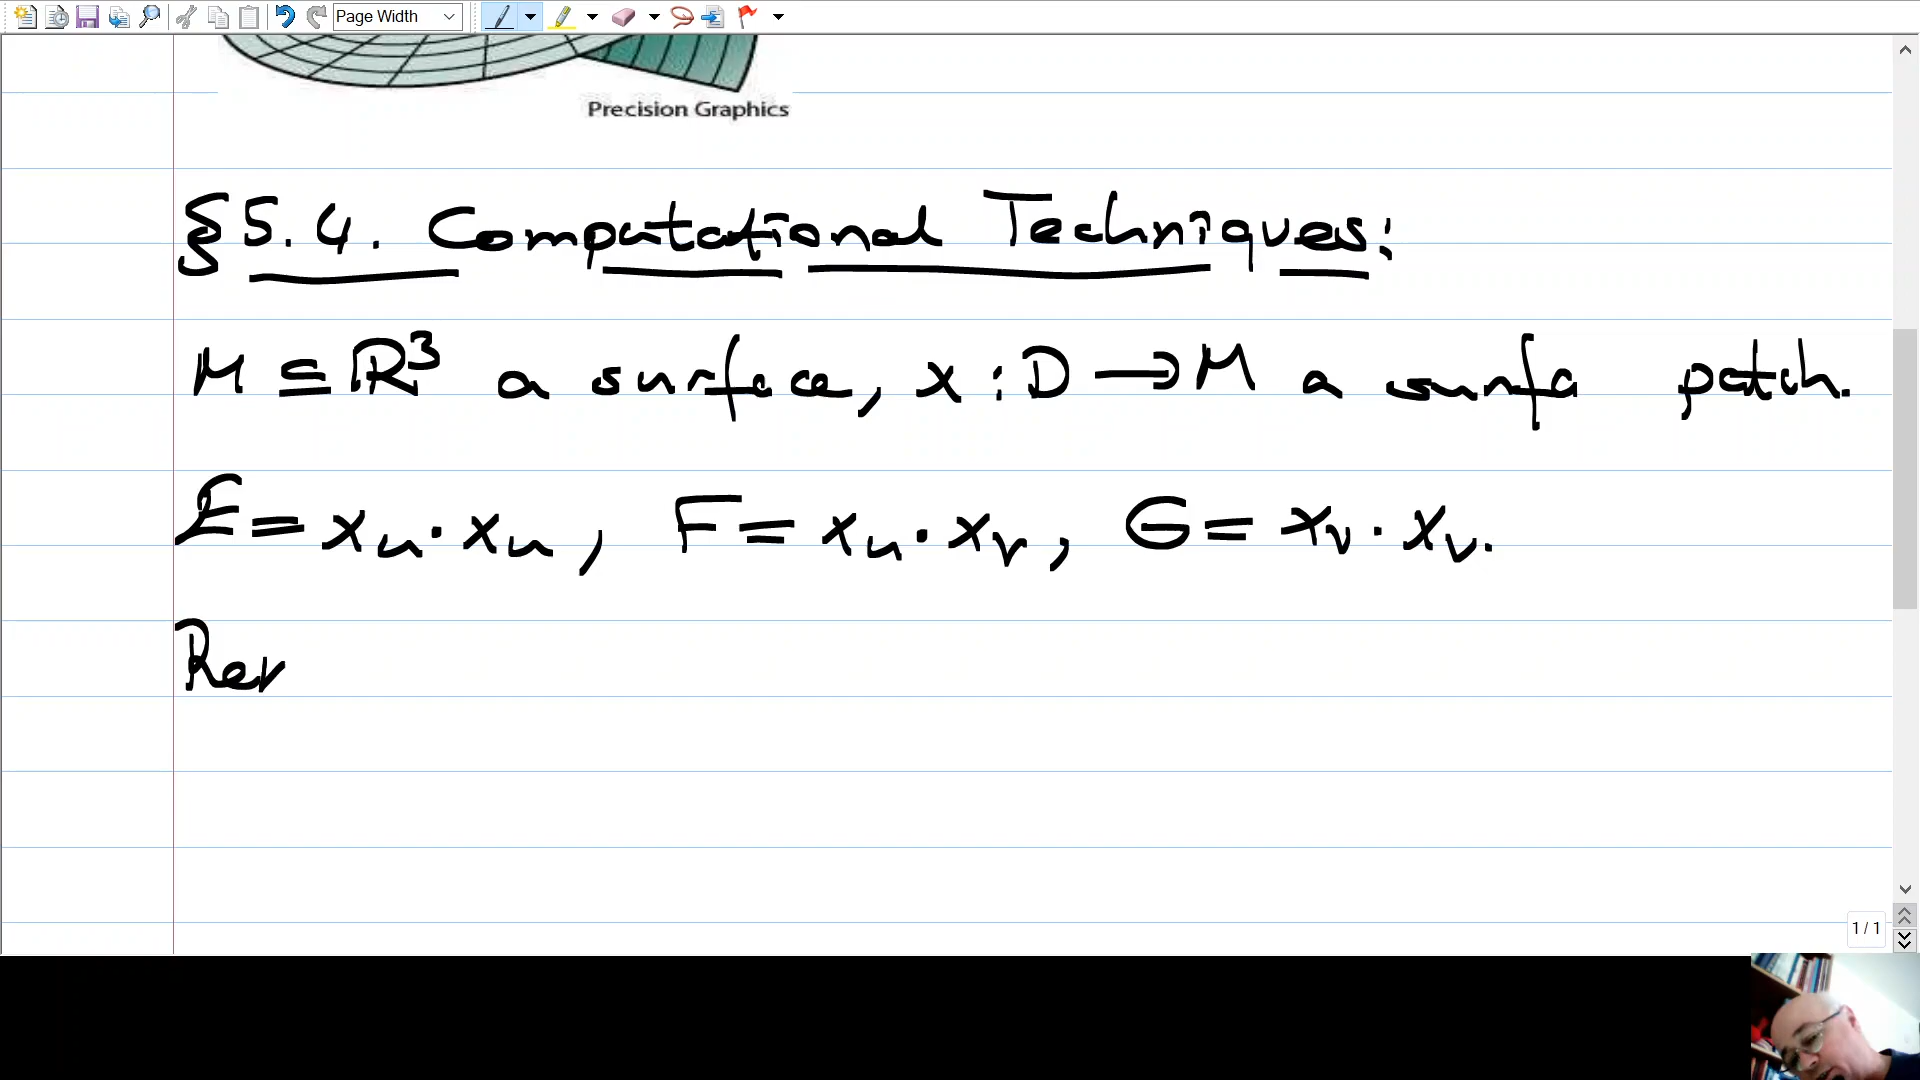 Page Width
Precision Graphics
§5.4. Computational Techniques:
M ⊆ ℝ³ a surface, x : D → M a surfa patch.
E = xᵤ · xᵤ, F = xᵤ · xᵥ, G = xᵥ · xᵥ.
Rev
1 / 1